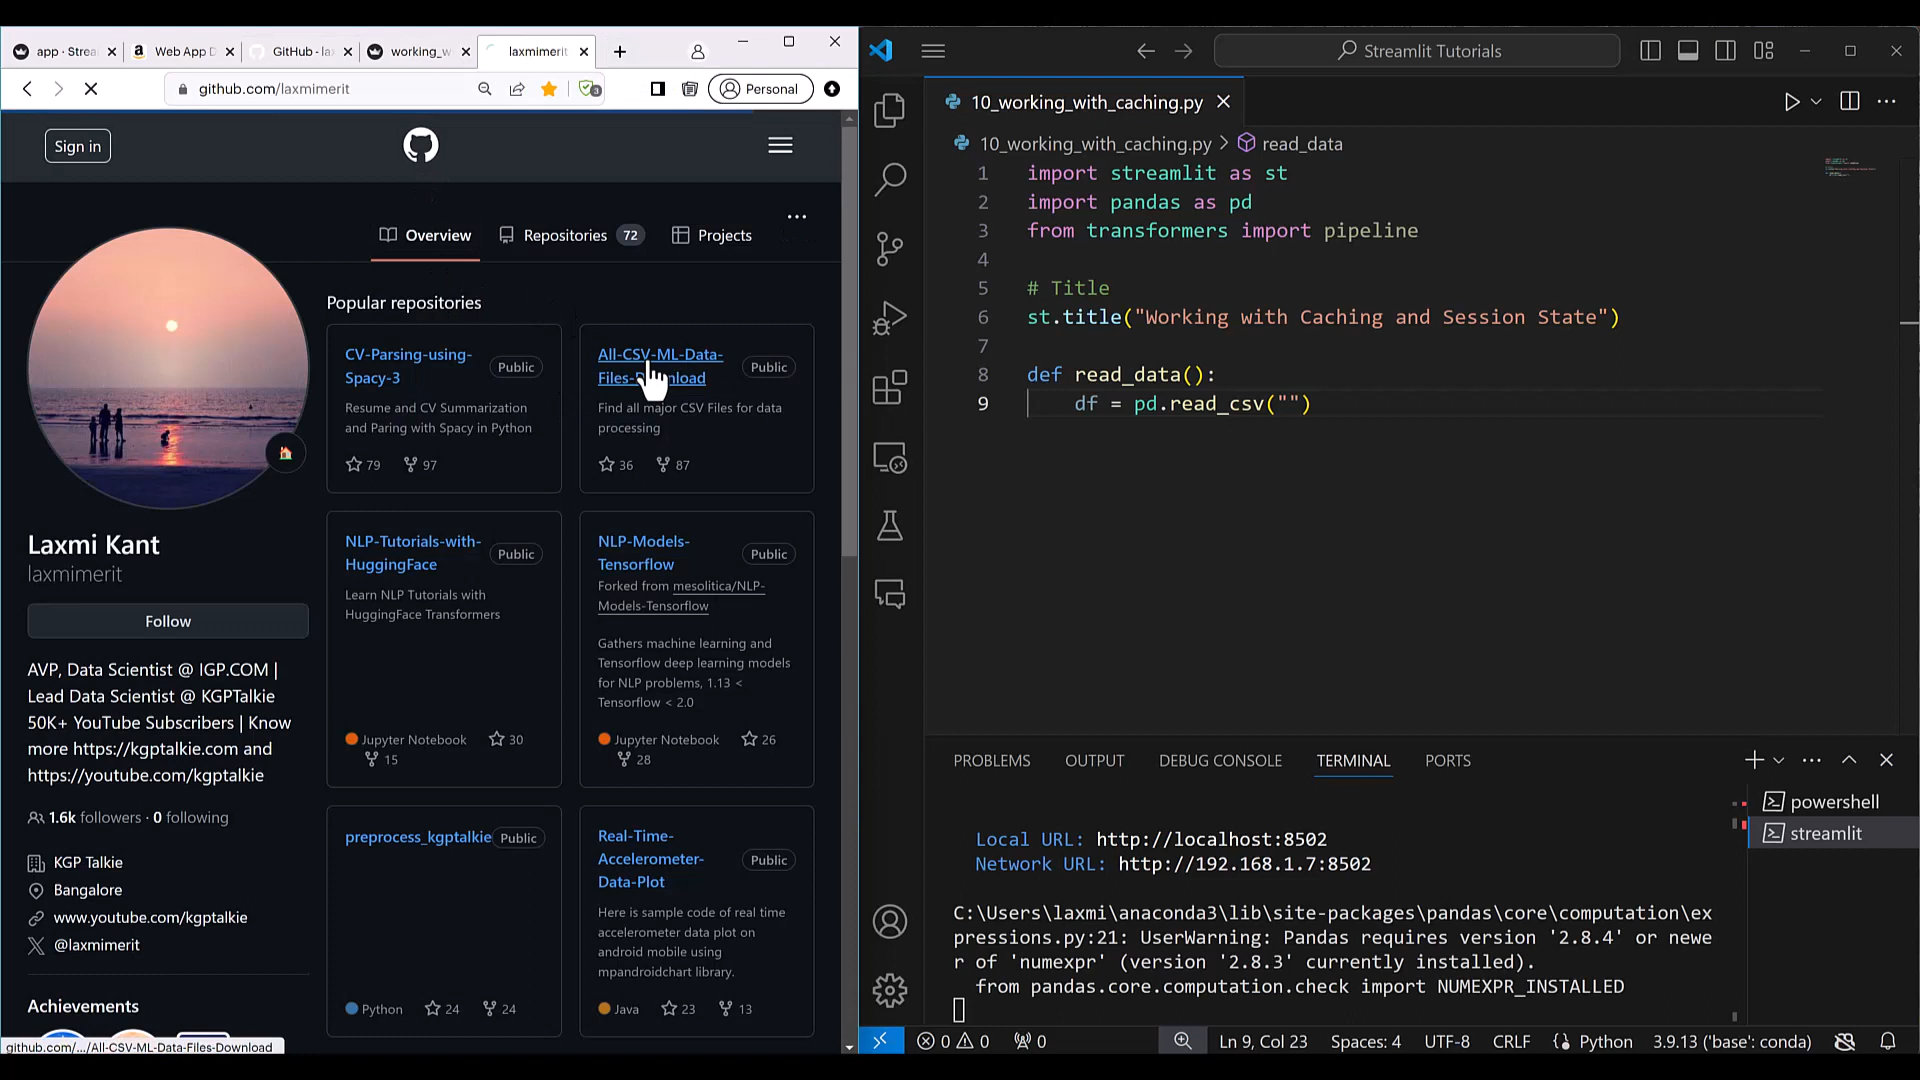 app · Strea
Web App D
GitHub - la
working_w
laxmimerit
github.com/laxmimerit
3
Personal
Sign in
Overview
Repositories 72
Projects
Popular repositories
CV-Parsing-using-
Spacy-3
Public
Resume and CV Summarization
and Paring with Spacy in Python
79 97
All-CSV-ML-Data-
Public
Find all major CSV Files for data
processing
36 87
Laxmi Kant
laxmimerit
Follow
AVP, Data Scientist @ IGP.COM |
Lead Data Scientist @ KGPTalkie
50K+ YouTube Subscribers | Know
more https://kgptalkie.com and
https://youtube.com/kgptalkie
1.6k followers · 0 following
KGP Talkie
Bangalore
www.youtube.com/kgptalkie
@laxmimerit
Achievements
NLP-Tutorials-with-
HuggingFace
Public
Learn NLP Tutorials with
HuggingFace Transformers
Jupyter Notebook 30
15
NLP-Models-
Tensorflow
Public
Forked from mesolitica/NLP-
Models-Tensorflow
Gathers machine learning and
Tensorflow deep learning models
for NLP problems, 1.13 <
Tensorflow < 2.0
Jupyter Notebook 26
28
preprocess_kgptalkie
Public
Python 24 24
Real-Time-
Accelerometer-
Data-Plot
Public
Here is sample code of real time
accelerometer data plot on
android mobile using
mpandroidchart library.
Java 23 13
github.com/.../All-CSV-ML-Data-Files-Download
Streamlit Tutorials
10_working_with_caching.py
10_working_with_caching.py > read_data
1 import streamlit as st
2 import pandas as pd
3 from transformers import pipeline
4
5 # Title
6 st.title("Working with Caching and Session State")
7
8 def read_data():
9 df = pd.read_csv("")
PROBLEMS OUTPUT DEBUG CONSOLE TERMINAL PORTS
powershell
streamlit
Local URL: http://localhost:8502
Network URL: http://192.168.1.7:8502
C:\Users\laxmi\anaconda3\lib\site-packages\pandas\core\computation\ex
pressions.py:21: UserWarning: Pandas requires version '2.8.4' or newe
r of 'numexpr' (version '2.8.3' currently installed).
from pandas.core.computation.check import NUMEXPR_INSTALLED
0 0 0 Ln 9, Col 23 Spaces: 4 UTF-8 CRLF Python 3.9.13 ('base': conda)